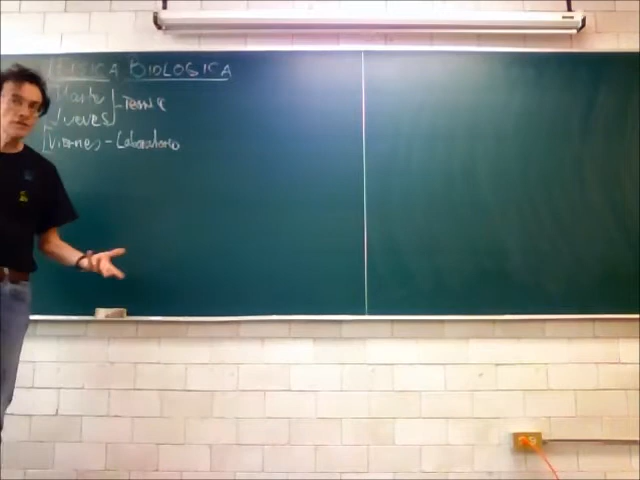 FISICA BIOLOGICA
Martes
Jueves - Teoria
Viernes - Laboratorio